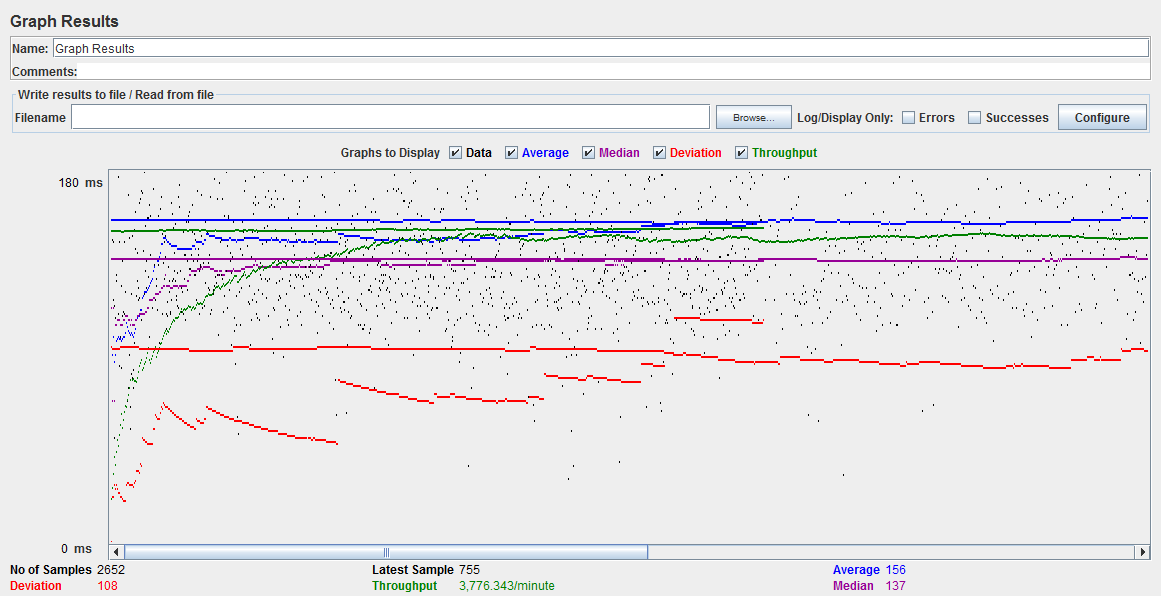 Graph Results
Name: Graph Results
Comments:
Write results to file / Read from file
Filename Browse... Log/Display Only: Errors Successes Configure
Graphs to Display Data Average Median Deviation Throughput
180 ms
0 ms
No of Samples 2652 Latest Sample 755 Average 156
Deviation 108 Throughput 3,776.343/minute Median 137